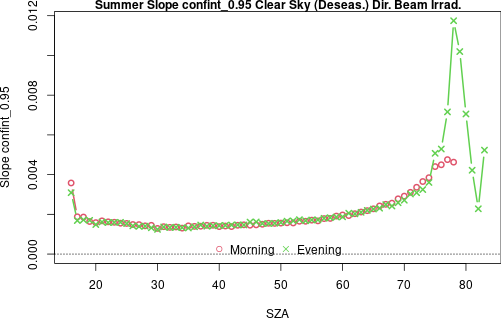 Summer Slope confint_0.95 Clear Sky (Deseas.) Dir. Beam Irrad.
Slope confint_0.95
0.012
0.008
0.004
0.000
Morning Evening
20 30 40 50 60 70 80
SZA